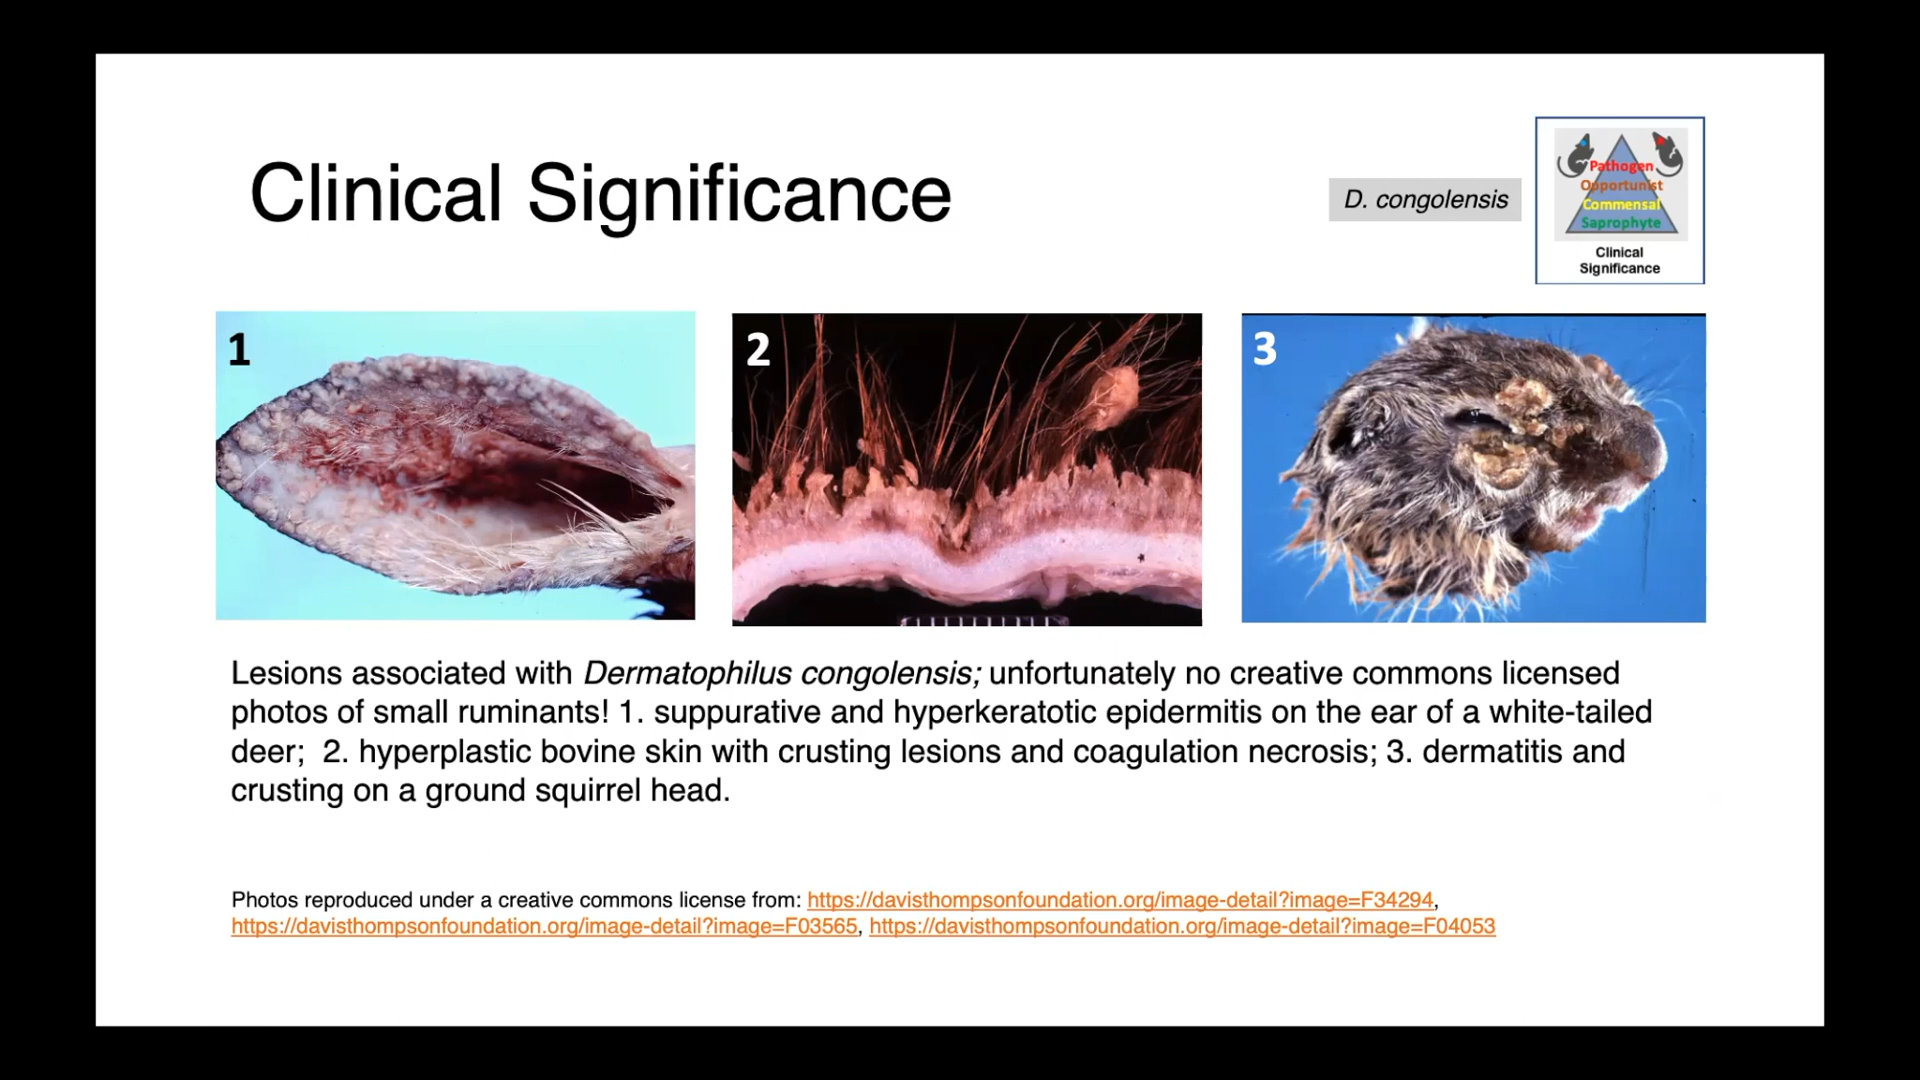 Clinical Significance
D. congolensis
Pathogen
Opportunist
Commensal
Saprophyte
Clinical
Significance
1
2
3
Lesions associated with Dermatophilus congolensis; unfortunately no creative commons licensed
photos of small ruminants! 1. suppurative and hyperkeratotic epidermitis on the ear of a white-tailed
deer; 2. hyperplastic bovine skin with crusting lesions and coagulation necrosis; 3. dermatitis and
crusting on a ground squirrel head.
Photos reproduced under a creative commons license from: https://davisthompsonfoundation.org/image-detail?image=F34294,
https://davisthompsonfoundation.org/image-detail?image=F03565, https://davisthompsonfoundation.org/image-detail?image=F04053